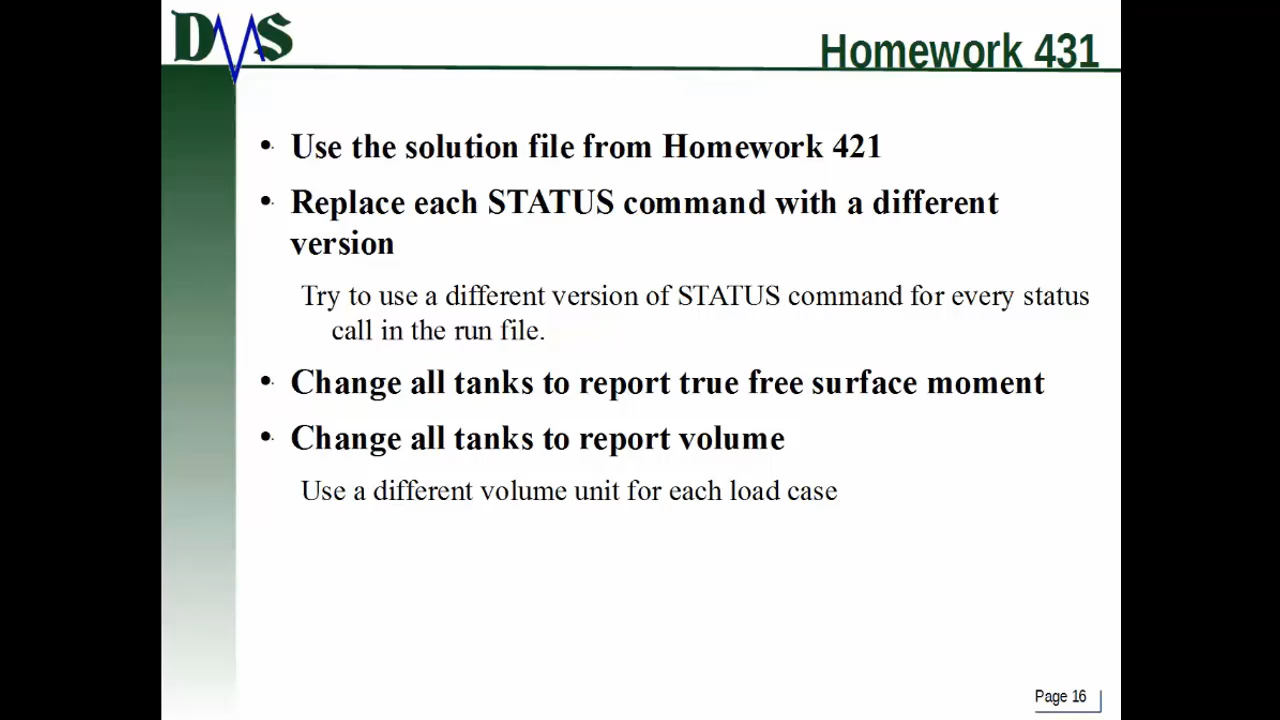 DMS
Homework 431
• Use the solution file from Homework 421
• Replace each STATUS command with a different
version
Try to use a different version of STATUS command for every status
call in the run file.
• Change all tanks to report true free surface moment
• Change all tanks to report volume
Use a different volume unit for each load case
Page 16